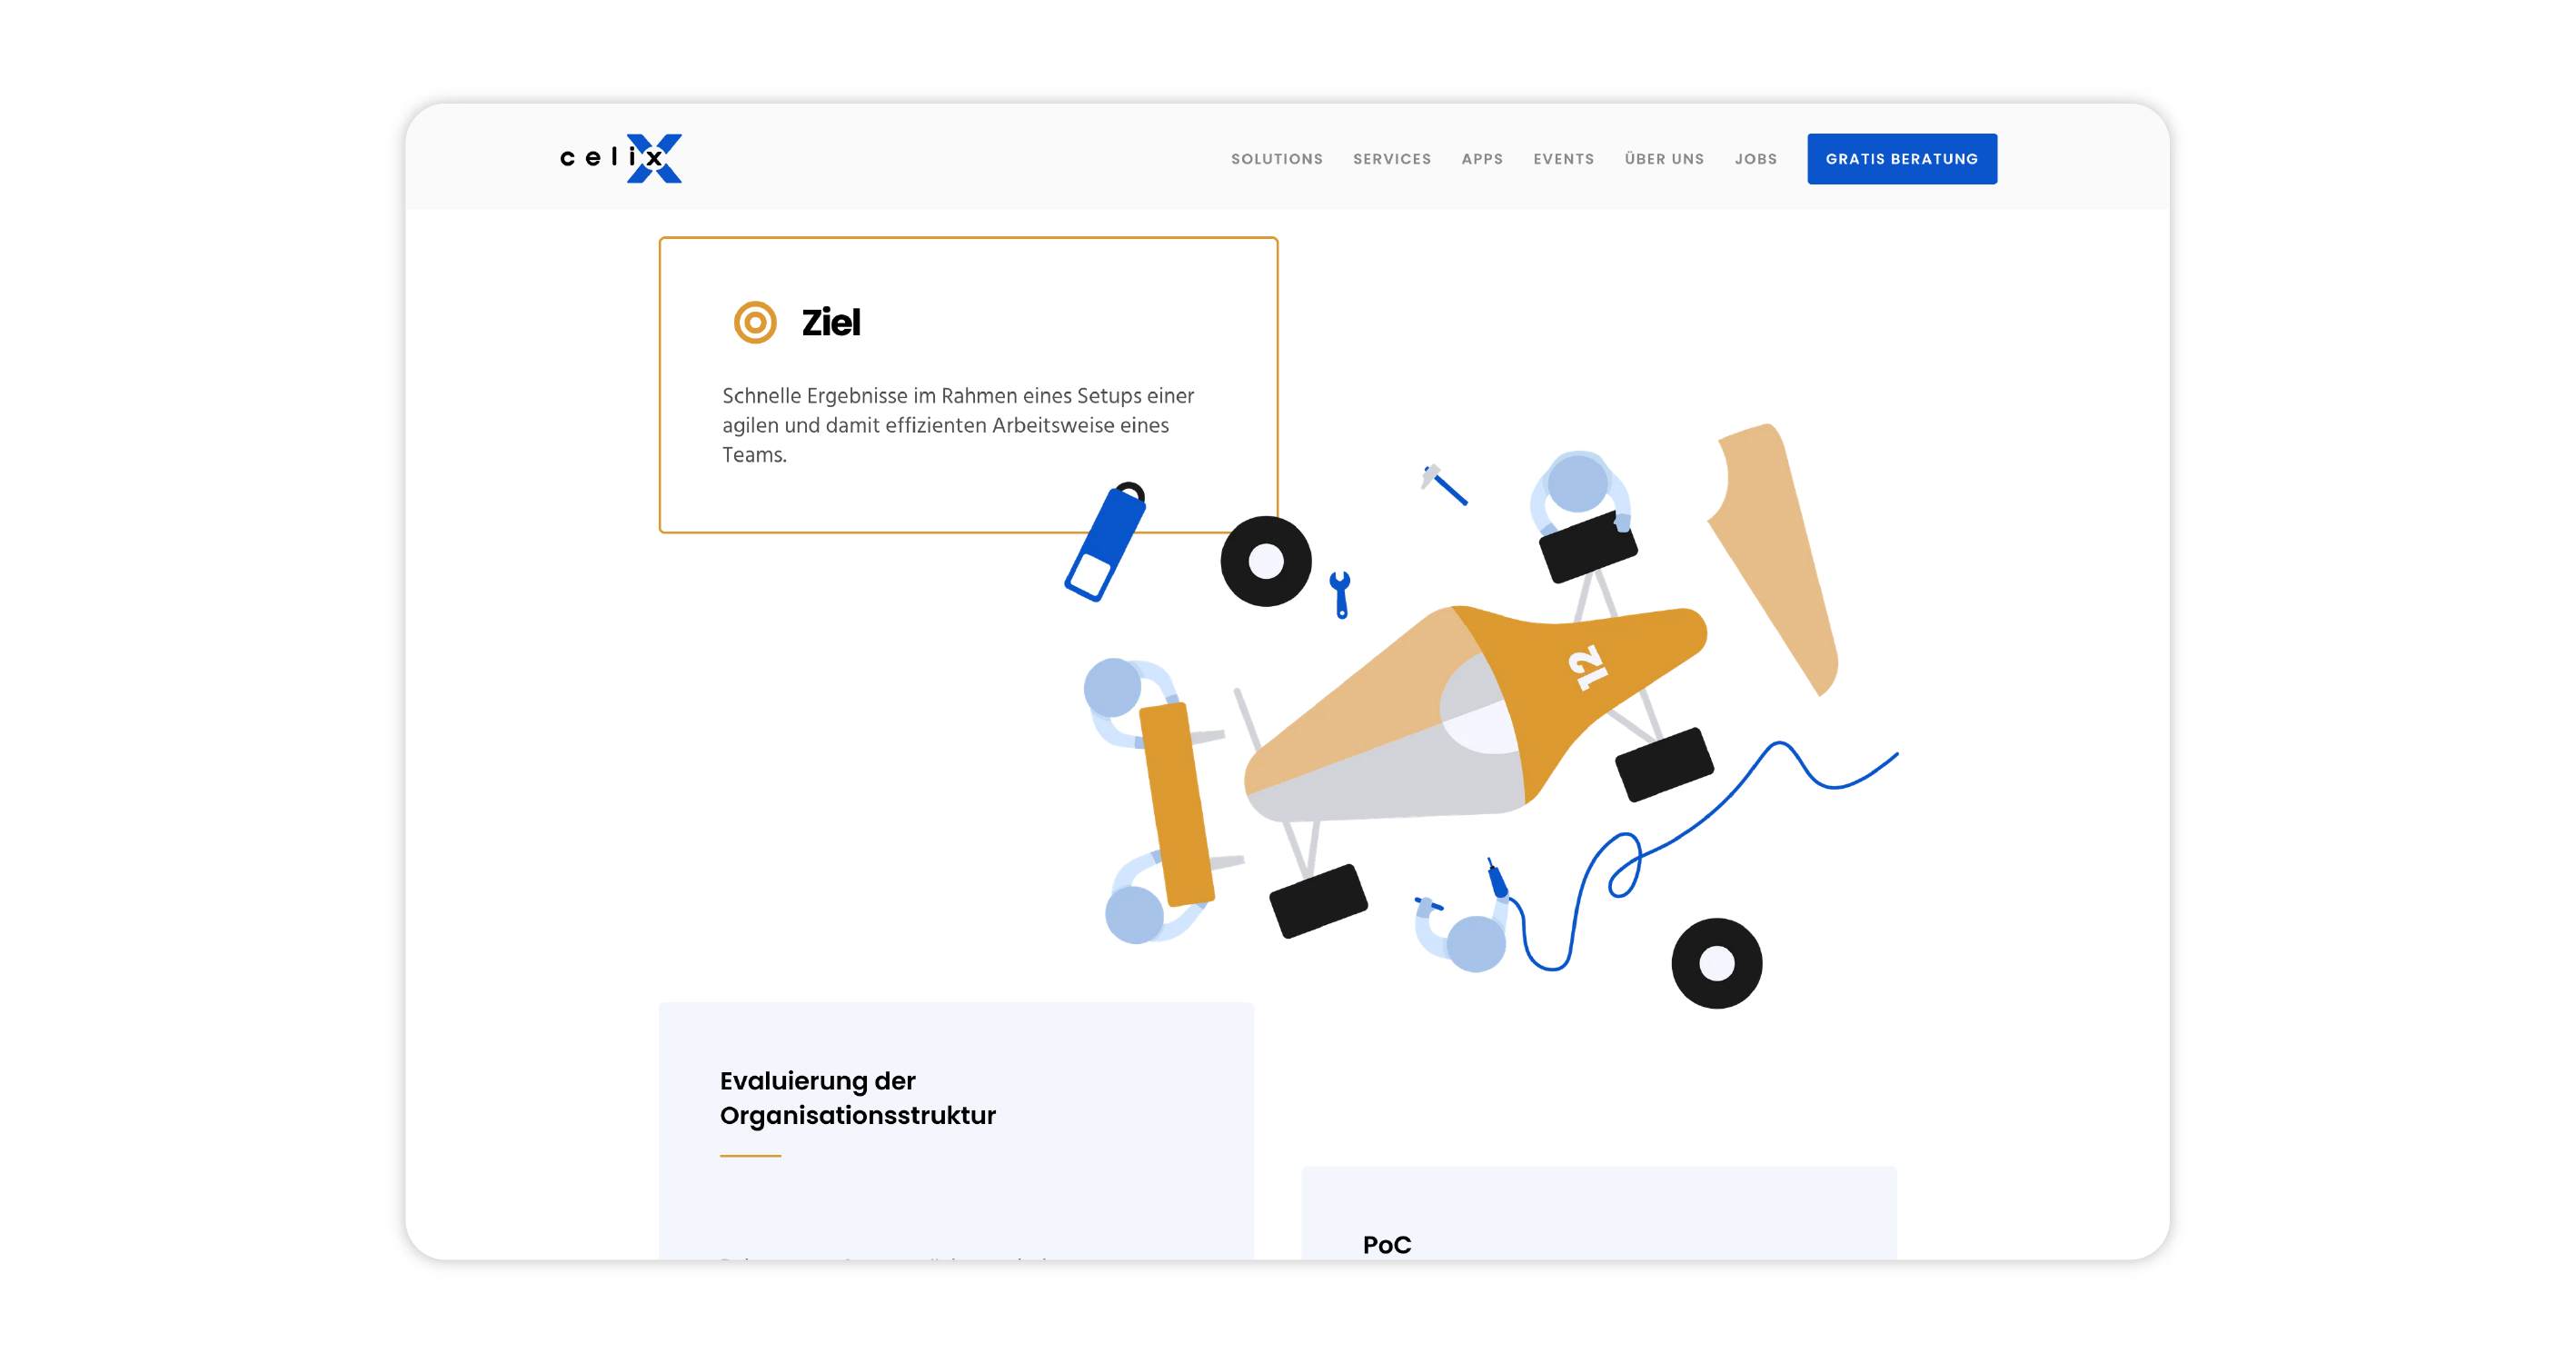 celix
SOLUTIONS SERVICES APPS EVENTS ÜBER UNS JOBS GRATIS BERATUNG
Ziel
Schnelle Ergebnisse im Rahmen eines Setups einer
agilen und damit effizienten Arbeitsweise eines
Teams.
12
Evaluierung der
Organisationsstruktur
PoC